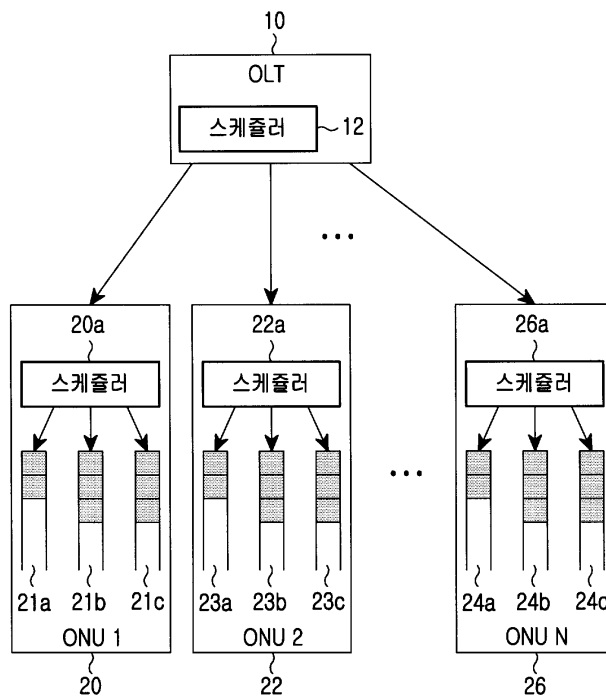 10
OLT
스케쥴러
12
...
20a
22a
26a
스케쥴러
스케쥴러
스케쥴러
...
21a 21b 21c
23a 23b 23c
24a 24b 24c
ONU 1
ONU 2
ONU N
20
22
26